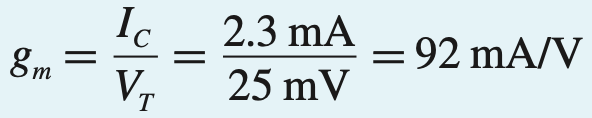 g_m = I_C / V_T = 2.3 mA / 25 mV = 92 mA/V